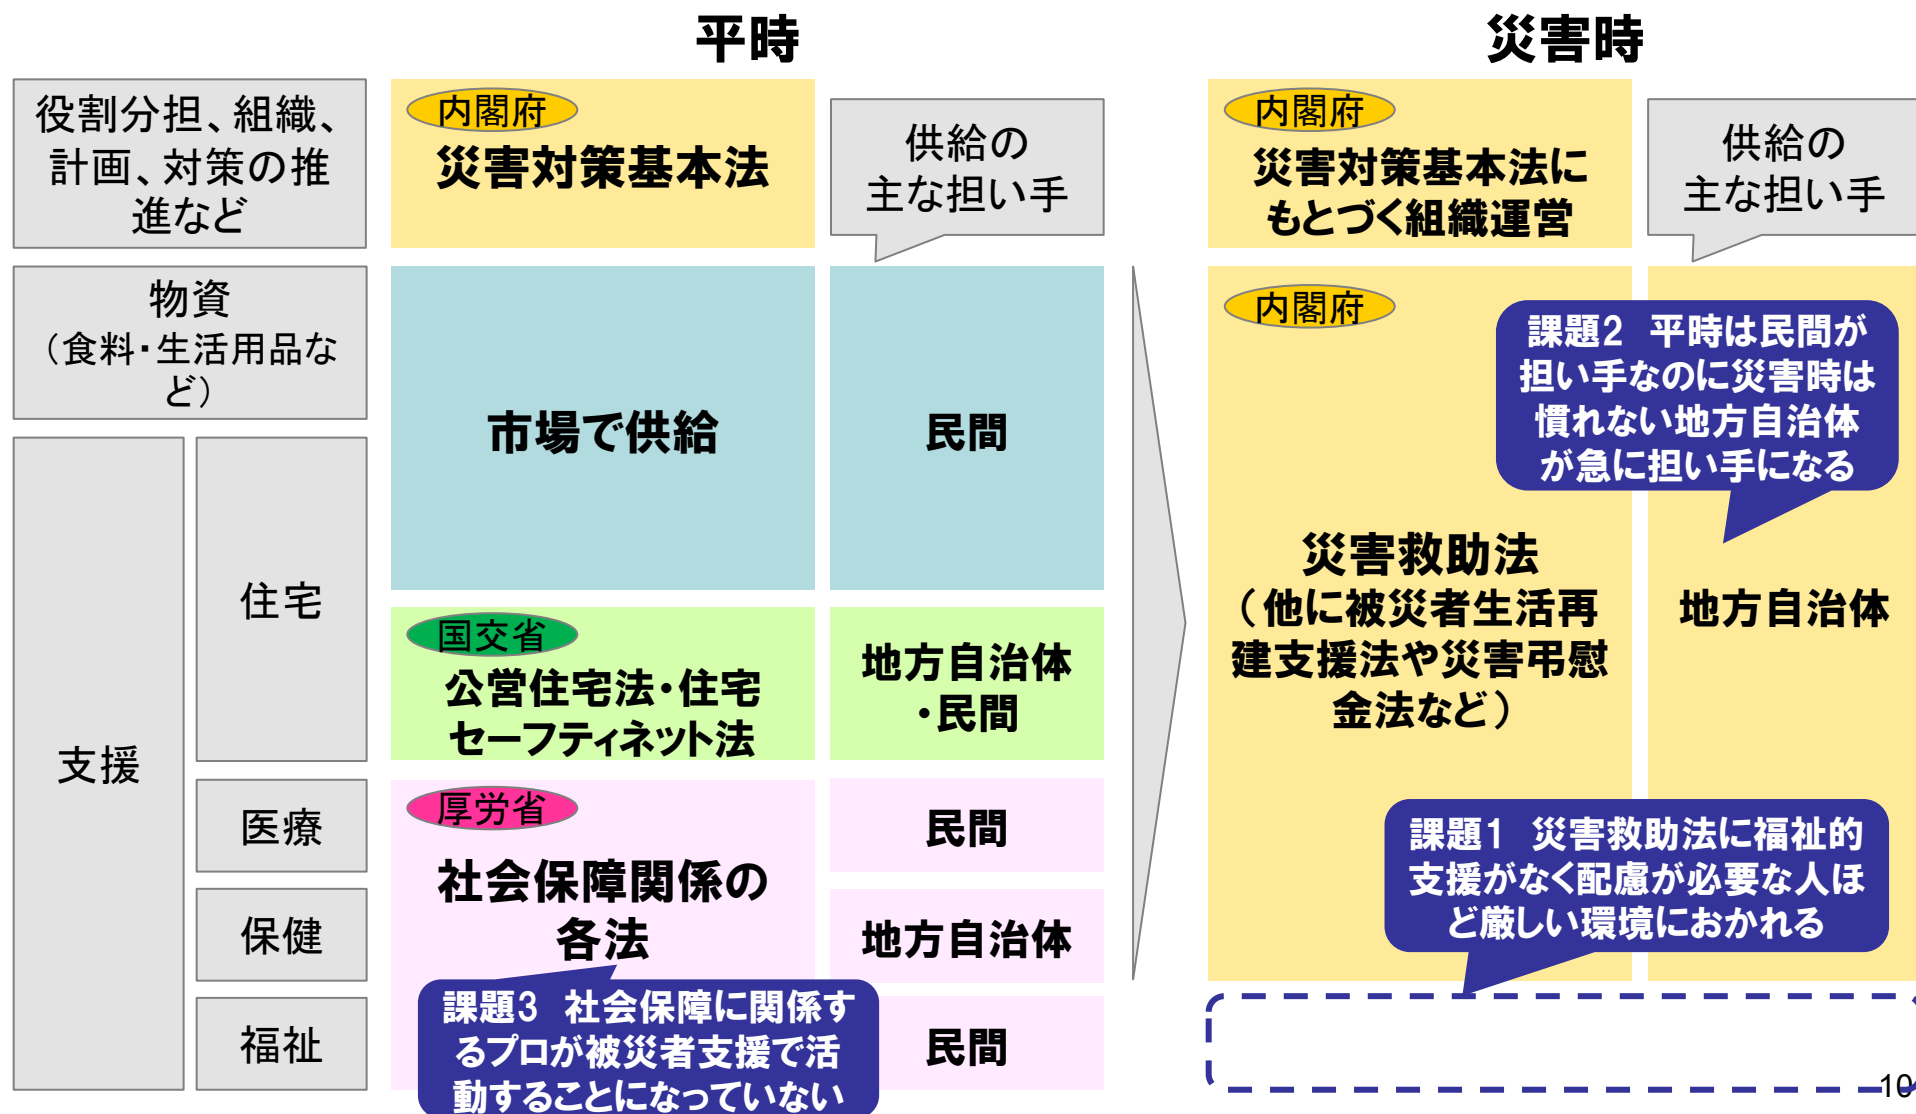 平時
災害時
役割分担、組織、
計画、対策の推
進など
内閣府
災害対策基本法
供給の
主な担い手
内閣府
災害対策基本法に
もとづく組織運営
供給の
主な担い手
物資
（食料・生活用品な
ど）
市場で供給
民間
内閣府
課題2　平時は民間が
担い手なのに災害時は
慣れない地方自治体
が急に担い手になる
災害救助法
（他に被災者生活再
建支援法や災害弔慰
金法など）
地方自治体
支援
住宅
国交省
公営住宅法・住宅
セーフティネット法
地方自治体
・民間
医療
厚労省
社会保障関係の
各法
民間
保健
地方自治体
課題1　災害救助法に福祉的
支援がなく配慮が必要な人ほ
ど厳しい環境におかれる
福祉
課題3　社会保障に関係す
るプロが被災者支援で活
動することになっていない
民間
10